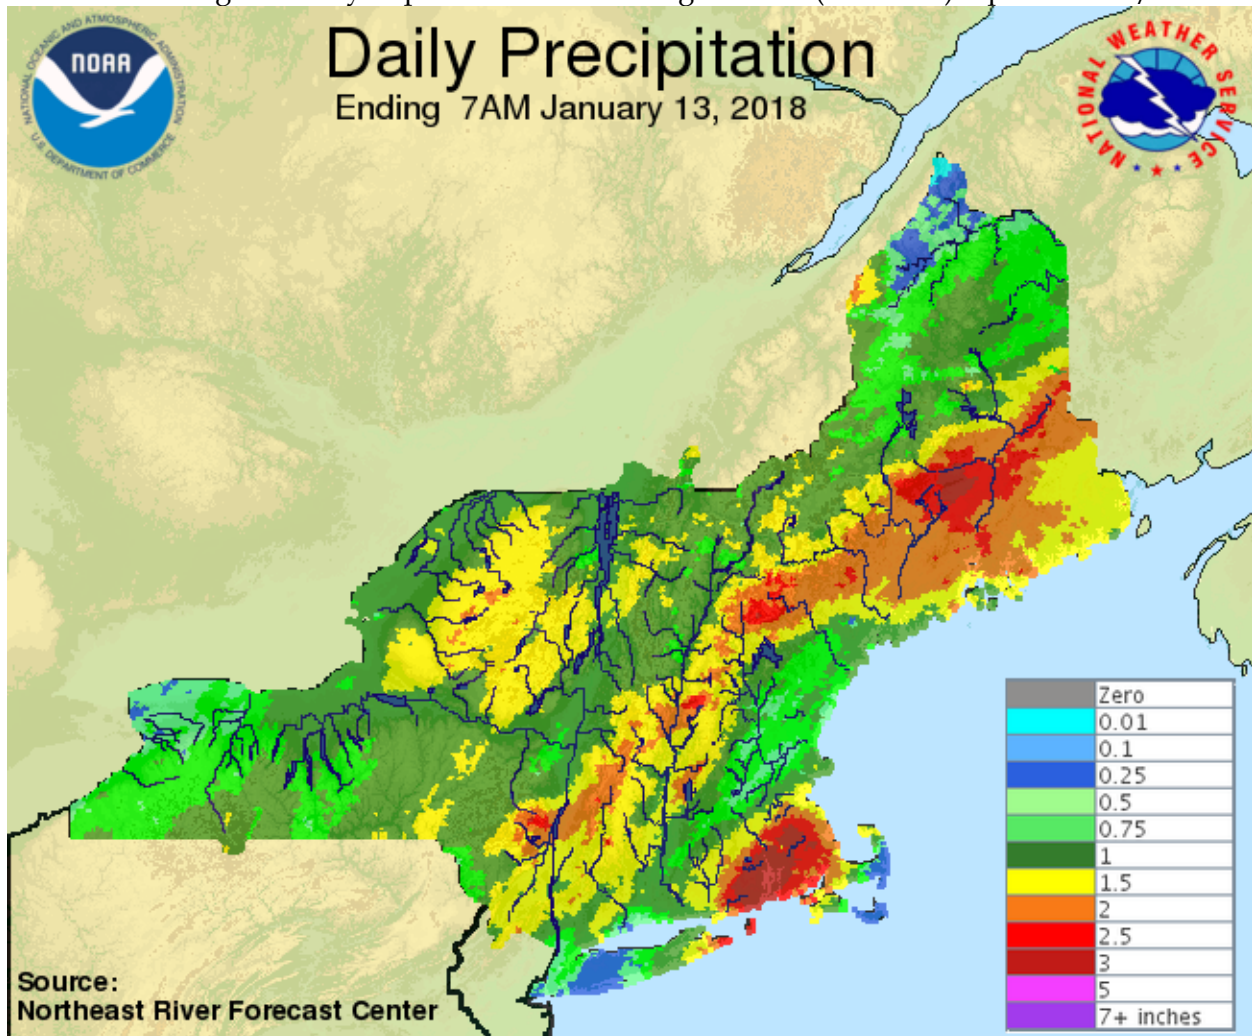 Daily Precipitation
Ending 7AM January 13, 2018
NATIONAL OCEANIC AND ATMOSPHERIC ADMINISTRATION
NOAA
U.S. DEPARTMENT OF COMMERCE
NATIONAL WEATHER SERVICE
Zero
0.01
0.1
0.25
0.5
0.75
1
1.5
2
2.5
3
5
7+ inches
Source:
Northeast River Forecast Center